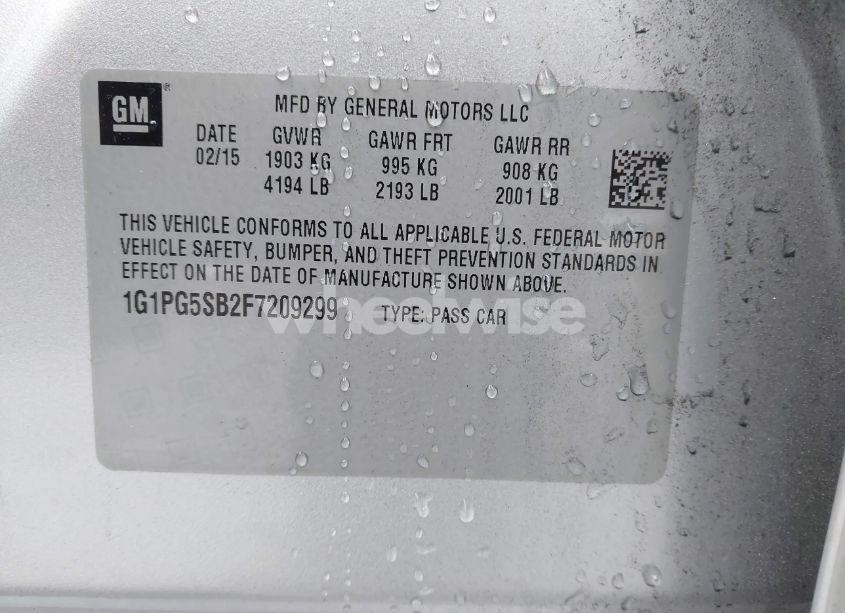 GM ®
MFD BY GENERAL MOTORS LLC
DATE GVWR GAWR FRT GAWR RR
02/15 1903 KG 995 KG 908 KG
4194 LB 2193 LB 2001 LB
THIS VEHICLE CONFORMS TO ALL APPLICABLE U.S. FEDERAL MOTOR
VEHICLE SAFETY, BUMPER, AND THEFT PREVENTION STANDARDS IN
EFFECT ON THE DATE OF MANUFACTURE SHOWN ABOVE.
1G1PG5SB2F7209299 TYPE: PASS CAR
wheelwise